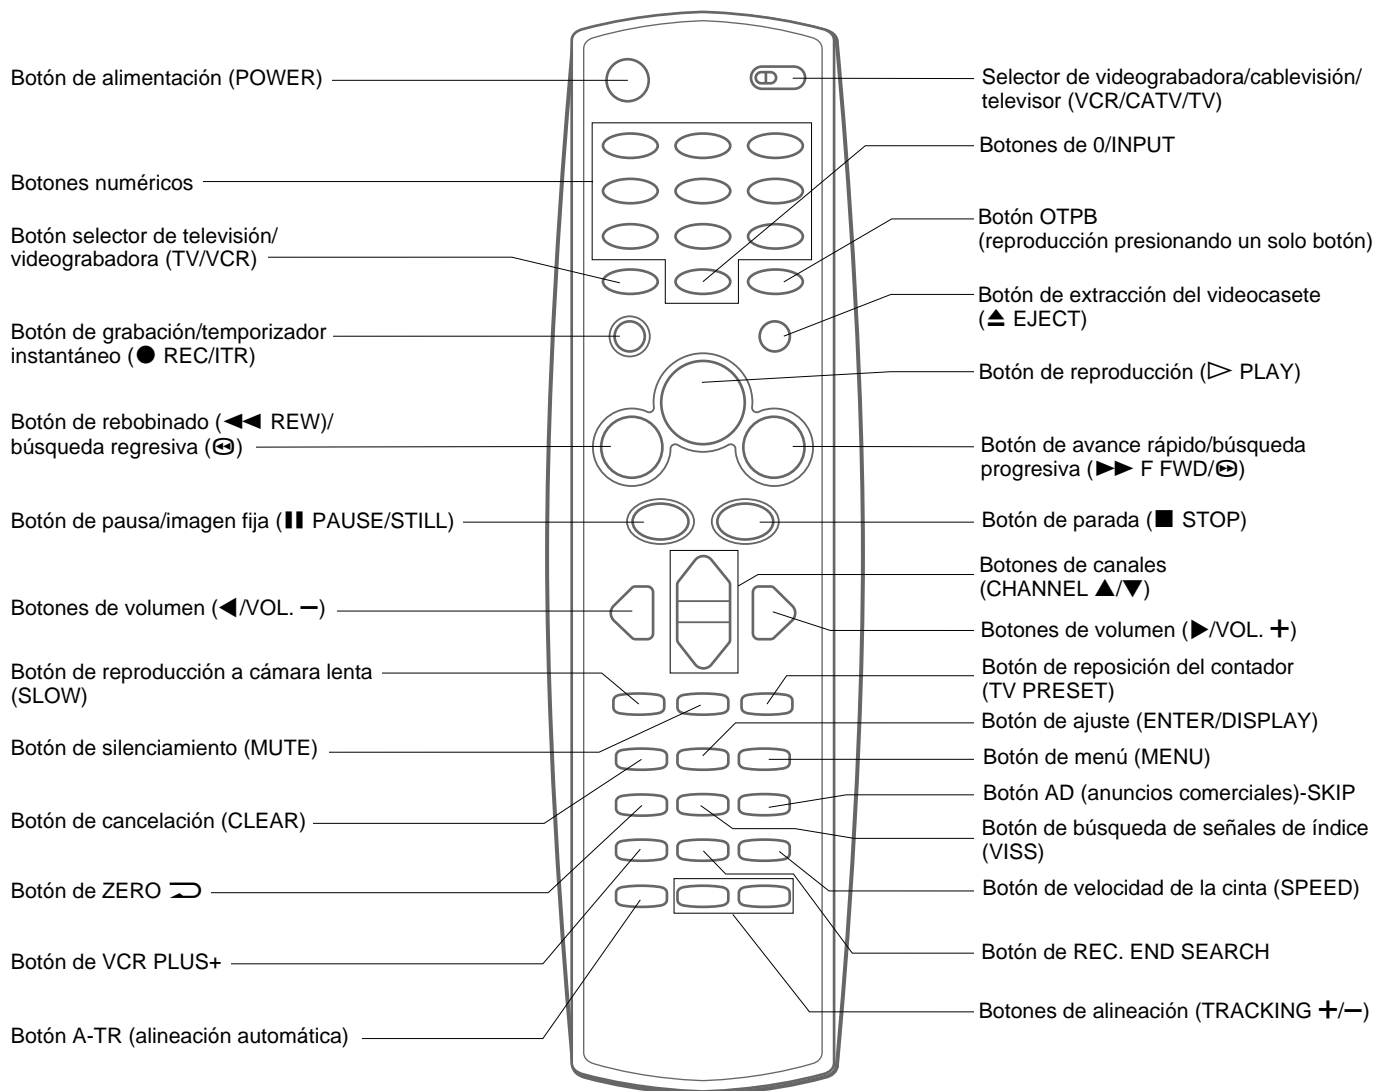 Botón de alimentación (POWER)
Botones numéricos
Botón selector de televisión/
videograbadora (TV/VCR)
Botón de grabación/temporizador
instantáneo (● REC/ITR)
Botón de rebobinado (◀◀ REW)/
búsqueda regresiva (◀◀)
Botón de pausa/imagen fija (❚❚ PAUSE/STILL)
Botones de volumen (◀/VOL. −)
Botón de reproducción a cámara lenta
(SLOW)
Botón de silenciamiento (MUTE)
Botón de cancelación (CLEAR)
Botón de ZERO ⊃
Botón de VCR PLUS+
Botón A-TR (alineación automática)
Selector de videograbadora/cablevisión/
televisor (VCR/CATV/TV)
Botones de 0/INPUT
Botón OTPB
(reproducción presionando un solo botón)
Botón de extracción del videocasete
(⏏ EJECT)
Botón de reproducción (▷ PLAY)
Botón de avance rápido/búsqueda
progresiva (▶▶ F FWD/▶▶)
Botón de parada (■ STOP)
Botones de canales
(CHANNEL ▲/▼)
Botones de volumen (▶/VOL. +)
Botón de reposición del contador
(TV PRESET)
Botón de ajuste (ENTER/DISPLAY)
Botón de menú (MENU)
Botón AD (anuncios comerciales)-SKIP
Botón de búsqueda de señales de índice
(VISS)
Botón de velocidad de la cinta (SPEED)
Botón de REC. END SEARCH
Botones de alineación (TRACKING +/−)